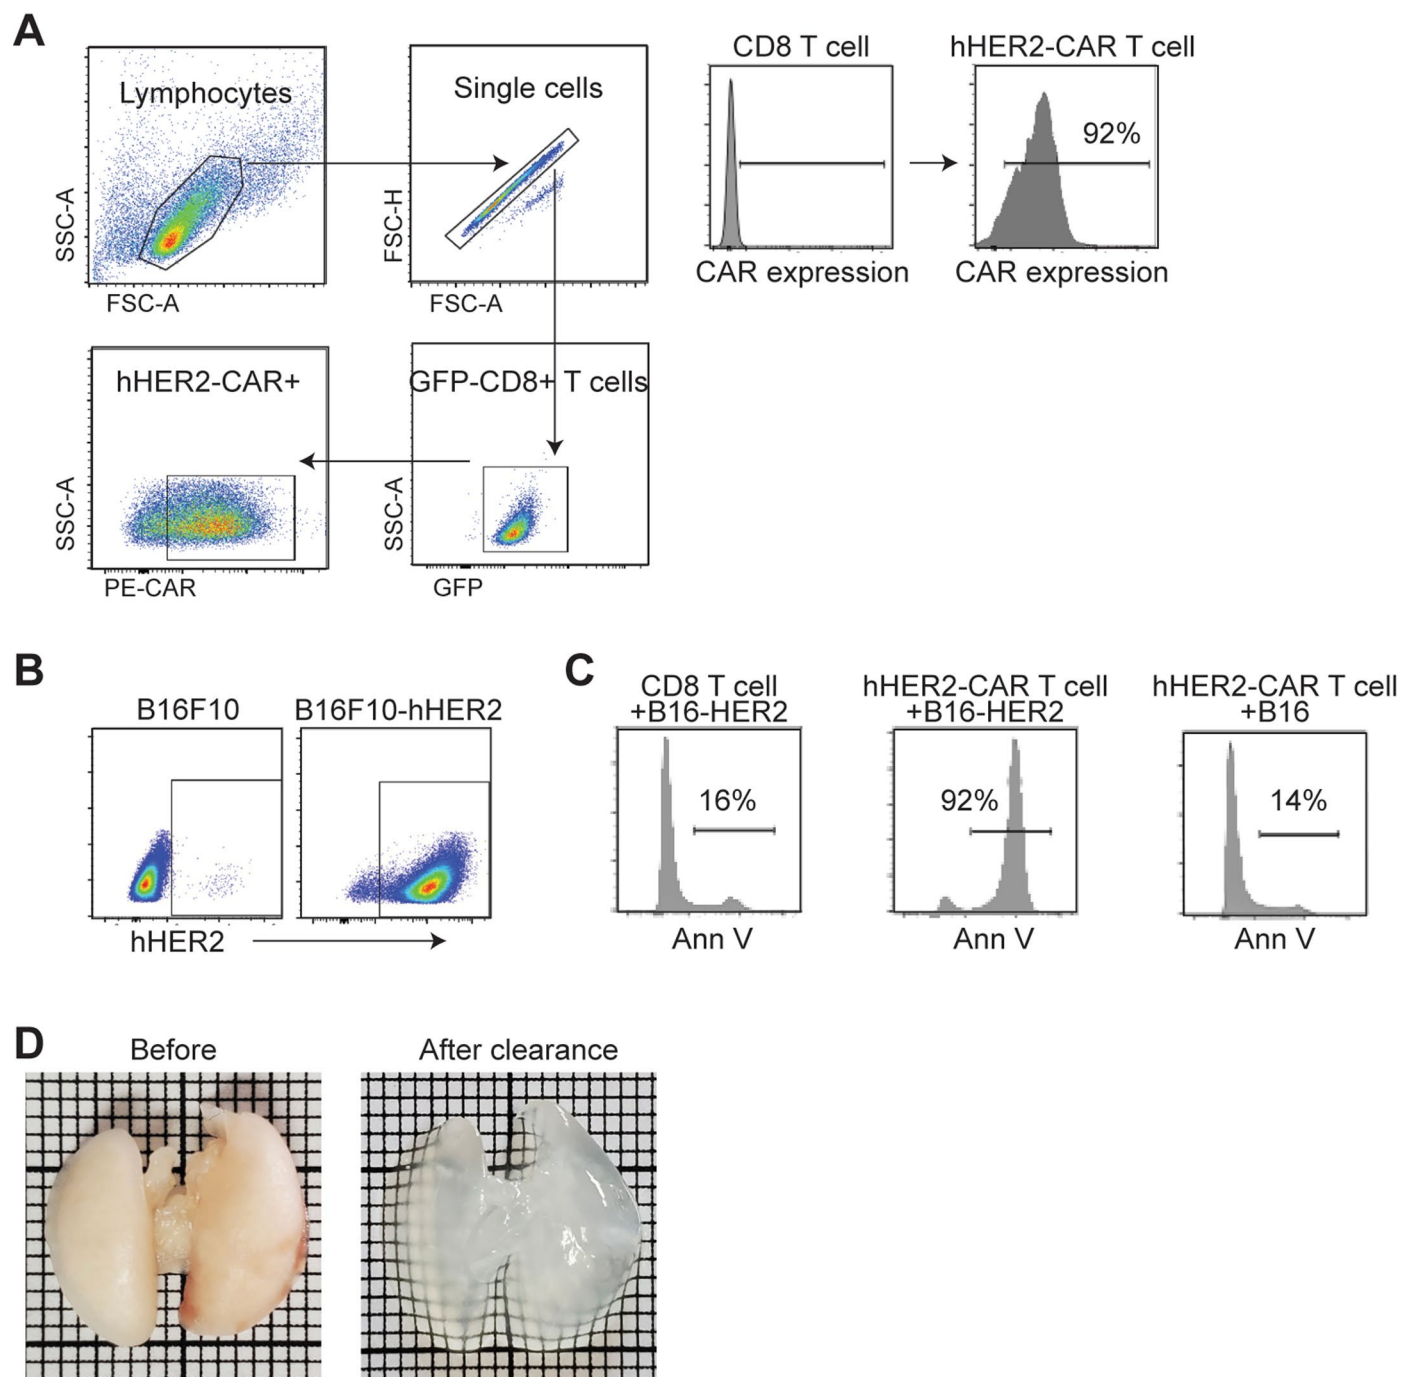 A
Lymphocytes
SSC-A
FSC-A
Single cells
FSC-H
FSC-A
CD8 T cell
CAR expression
hHER2-CAR T cell
92%
CAR expression
hHER2-CAR+
SSC-A
PE-CAR
GFP-CD8+ T cells
SSC-A
GFP
B
B16F10
B16F10-hHER2
hHER2
C
CD8 T cell
+B16-HER2
16%
Ann V
hHER2-CAR T cell
+B16-HER2
92%
Ann V
hHER2-CAR T cell
+B16
14%
Ann V
D
Before
After clearance